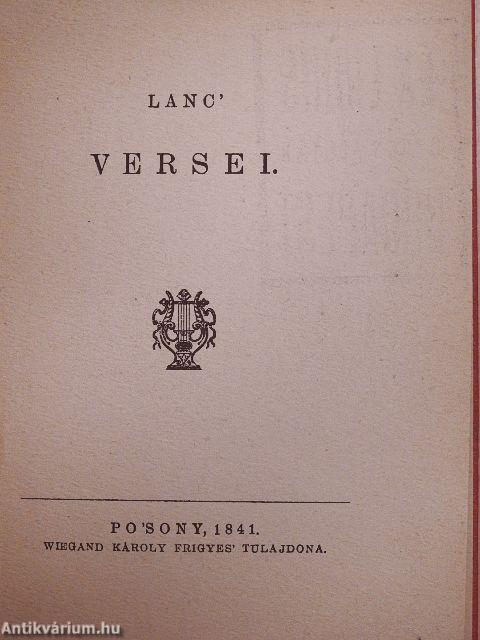 LANC'
VERSEI.
PO'SONY, 1841.
WIEGAND KÁROLY FRIGYES' TULAJDONA.
Antikvárium.hu